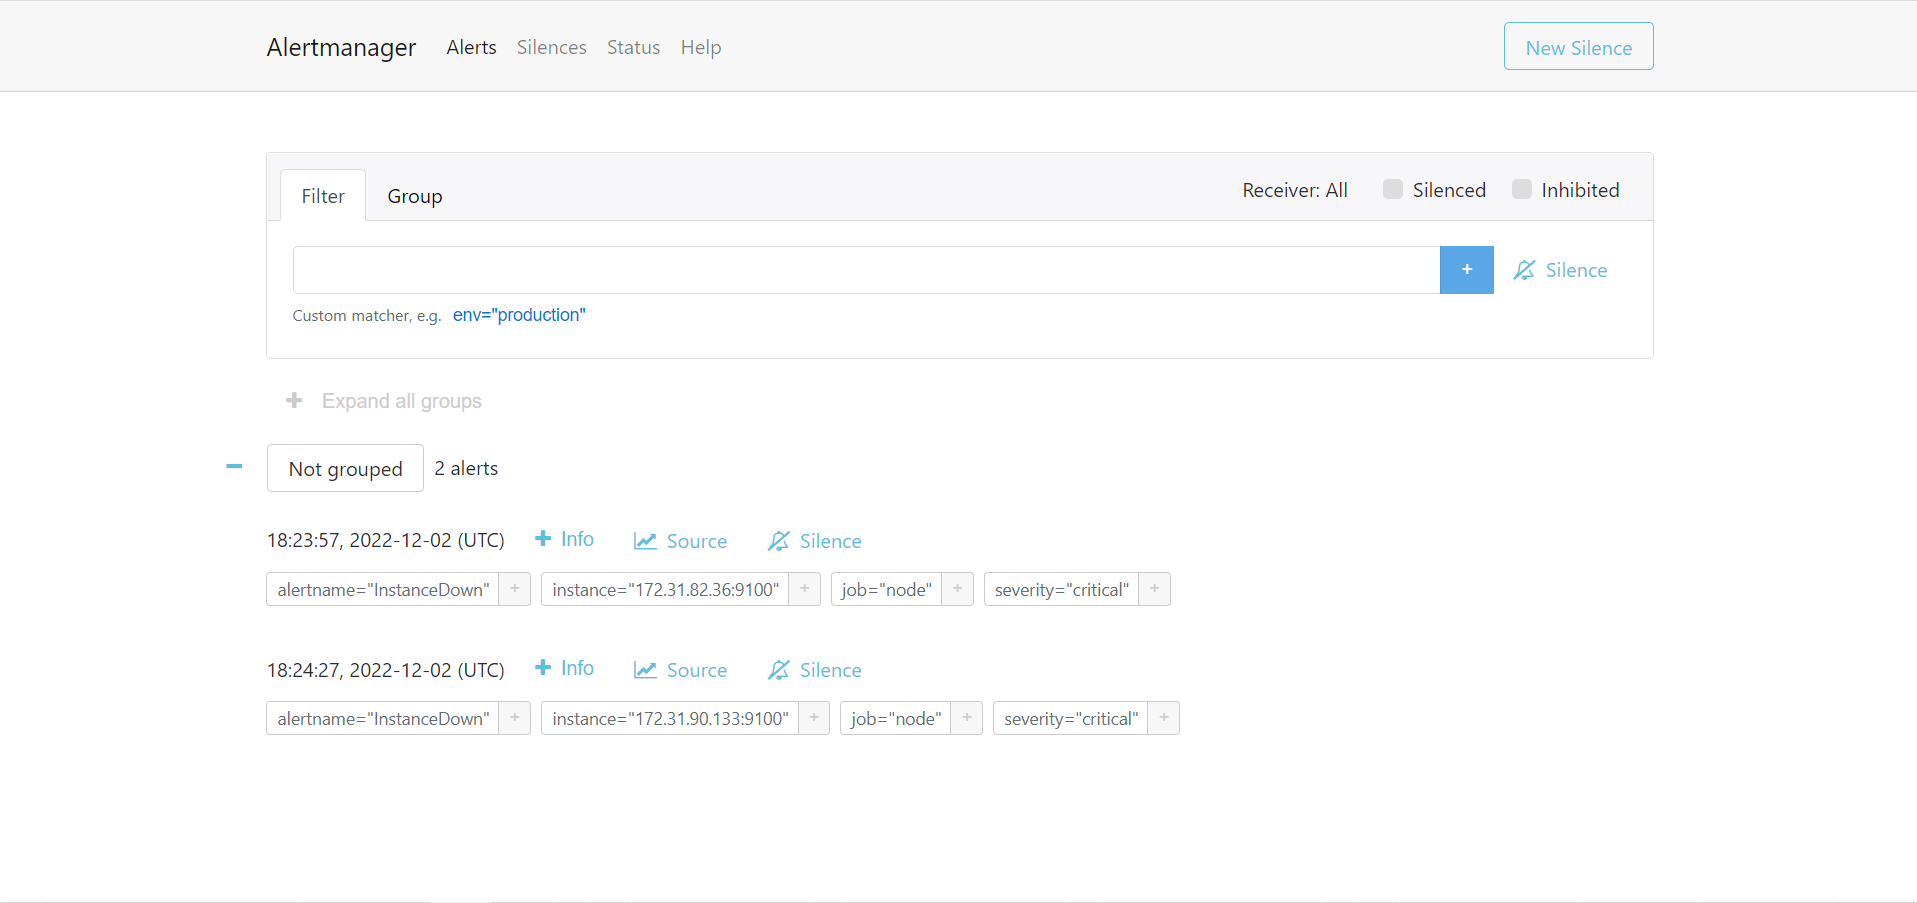 Alertmanager Alerts Silences Status Help New Silence
Filter Group Receiver: All Silenced Inhibited
+ Silence
Custom matcher, e.g. env="production"
+ Expand all groups
− Not grouped 2 alerts
18:23:57, 2022-12-02 (UTC) + Info Source Silence
alertname="InstanceDown" + instance="172.31.82.36:9100" + job="node" + severity="critical" +
18:24:27, 2022-12-02 (UTC) + Info Source Silence
alertname="InstanceDown" + instance="172.31.90.133:9100" + job="node" + severity="critical" +